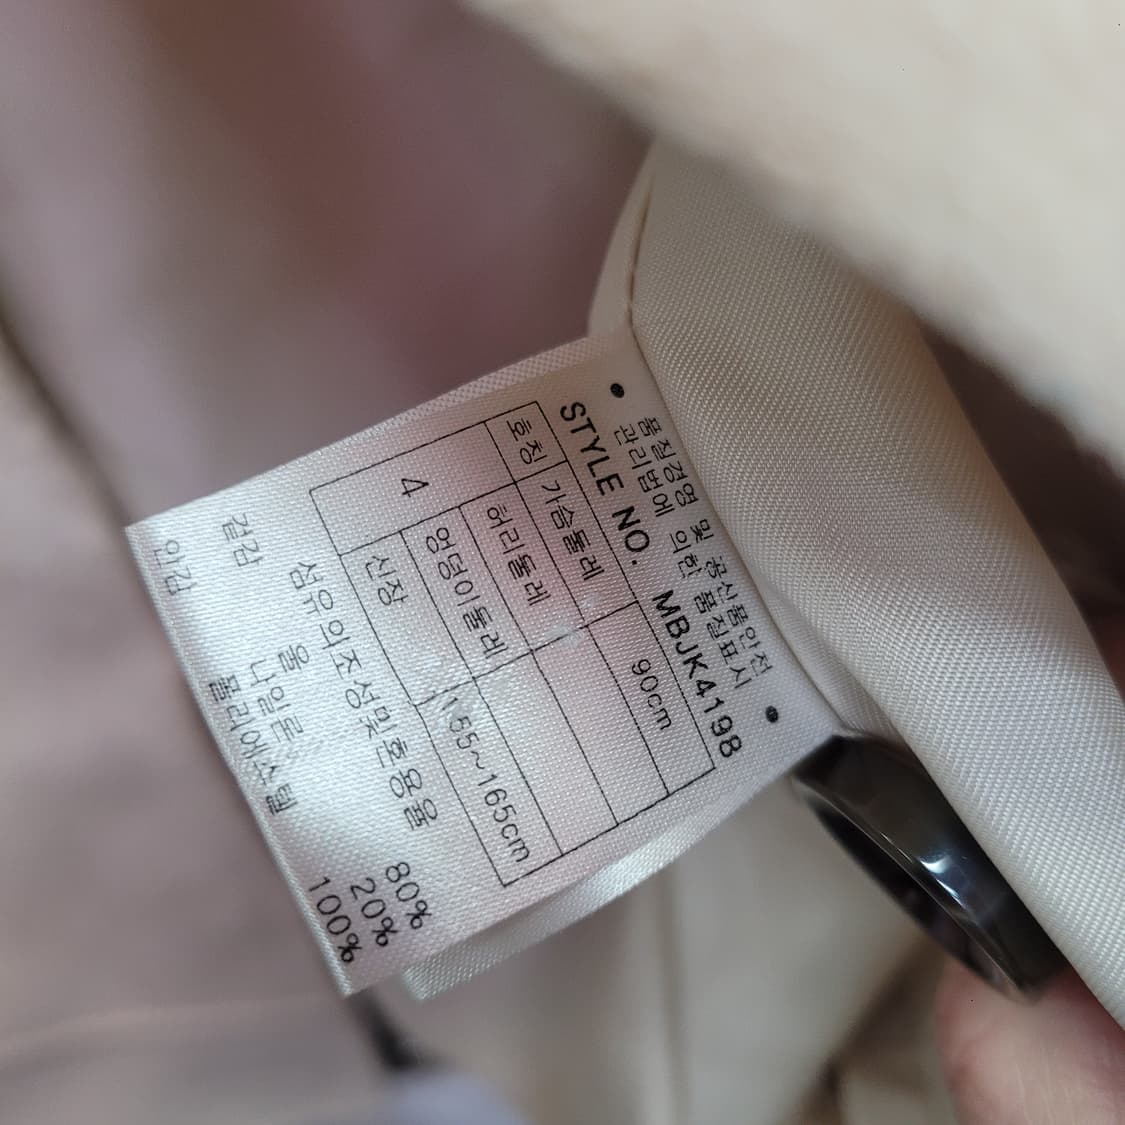 품질경영 및 공산품안전
관리법에 의한 품질표시
STYLE NO. MBJK4198
호칭 가슴둘레 90cm
허리둘레
4 엉덩이둘레
신장 155~165cm
섬유의조성및혼용율
겉감 울 80%
나일론 20%
안감 폴리에스텔 100%